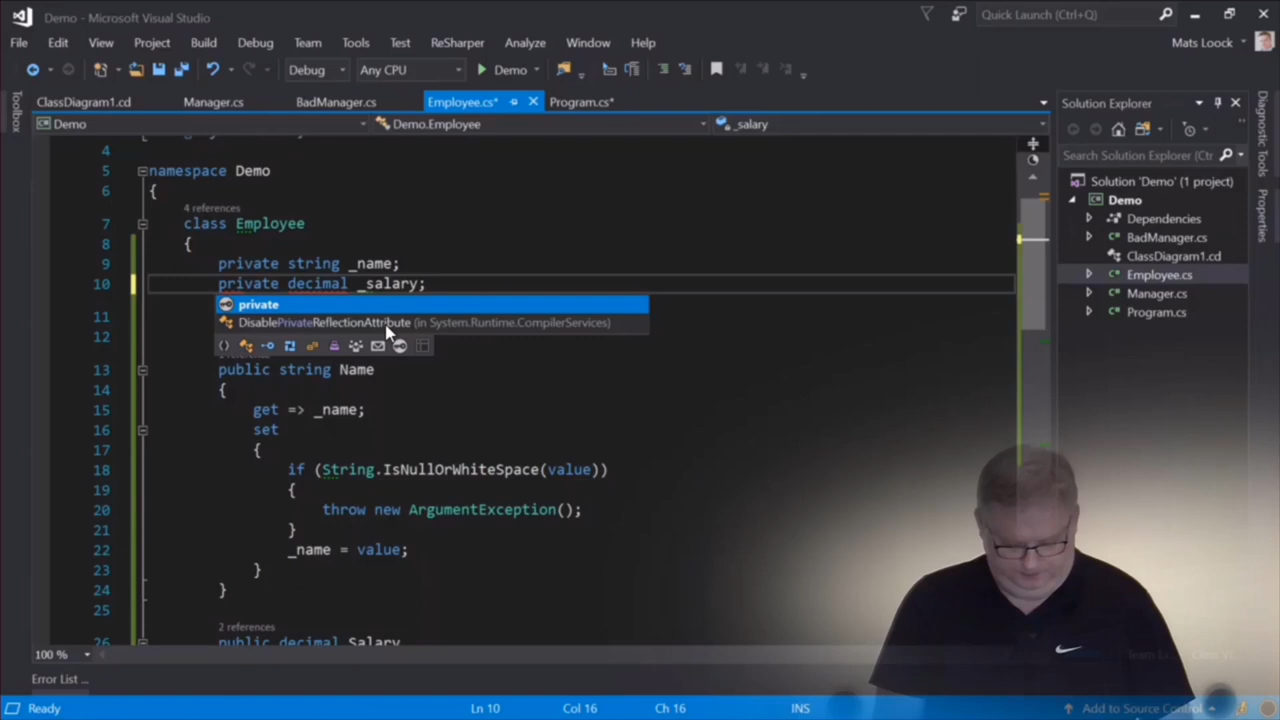 Demo - Microsoft Visual Studio
Quick Launch (Ctrl+Q)
File Edit View Project Build Debug Team Tools Test ReSharper Analyze Window Help
Mats Loock
Debug Any CPU Demo
Toolbox
ClassDiagram1.cd Manager.cs BadManager.cs Employee.cs* Program.cs*
Demo Demo.Employee _salary
4
5 namespace Demo
6 {
4 references
7 class Employee
8 {
9 private string _name;
10 private decimal _salary;
private
11 DisablePrivateReflectionAttribute (in System.Runtime.CompilerServices)
12
13 public string Name
14 {
15 get => _name;
16 set
17 {
18 if (String.IsNullOrWhiteSpace(value))
19 {
20 throw new ArgumentException();
21 }
22 _name = value;
23 }
24 }
25
2 references
26 public decimal Salary
100 %
Error List ...
Ready Ln 10 Col 16 Ch 16 INS Add to Source Control
Solution Explorer
Search Solution Explorer (Ctrl
Solution 'Demo' (1 project)
Demo
Dependencies
BadManager.cs
ClassDiagram1.cd
Employee.cs
Manager.cs
Program.cs
Diagnostic Tools
Properties